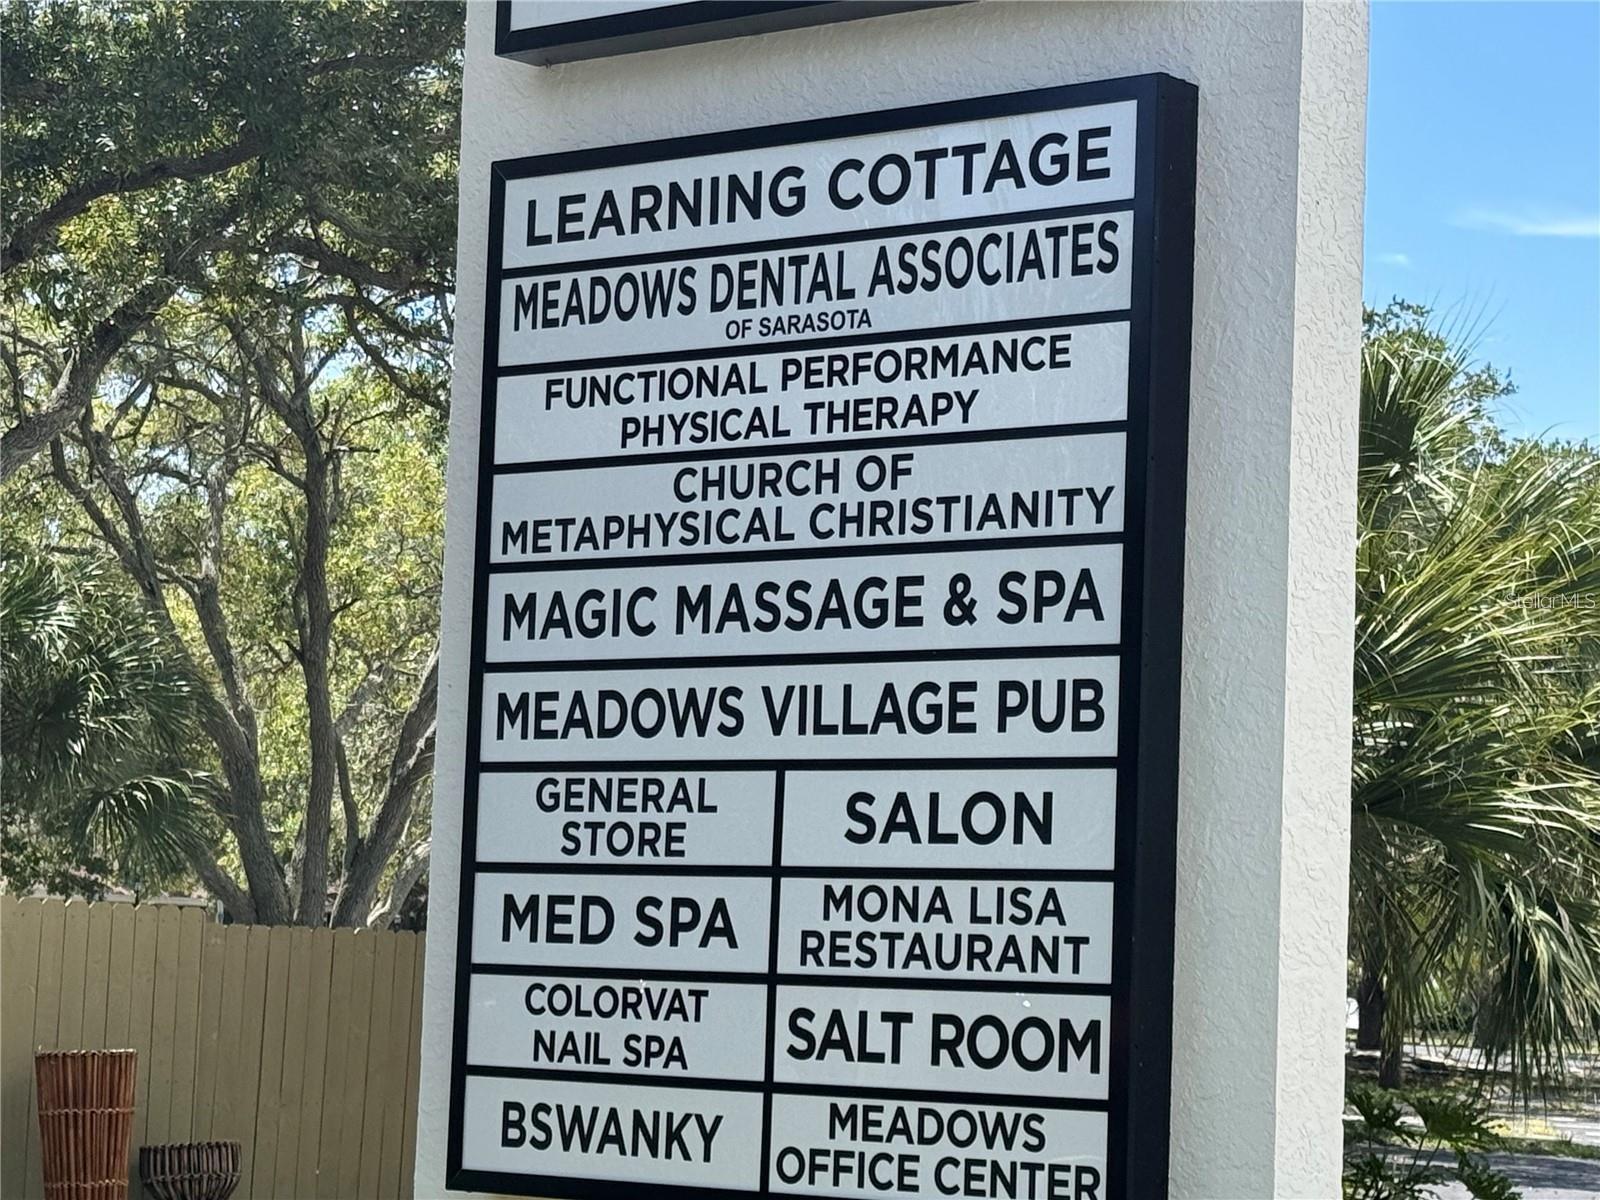 LEARNING COTTAGE
MEADOWS DENTAL ASSOCIATES
OF SARASOTA
FUNCTIONAL PERFORMANCE
PHYSICAL THERAPY
CHURCH OF
METAPHYSICAL CHRISTIANITY
MAGIC MASSAGE & SPA
MEADOWS VILLAGE PUB
GENERAL
STORE
SALON
MED SPA
MONA LISA
RESTAURANT
COLORVAT
NAIL SPA
SALT ROOM
BSWANKY
MEADOWS
OFFICE CENTER
StellarMLS